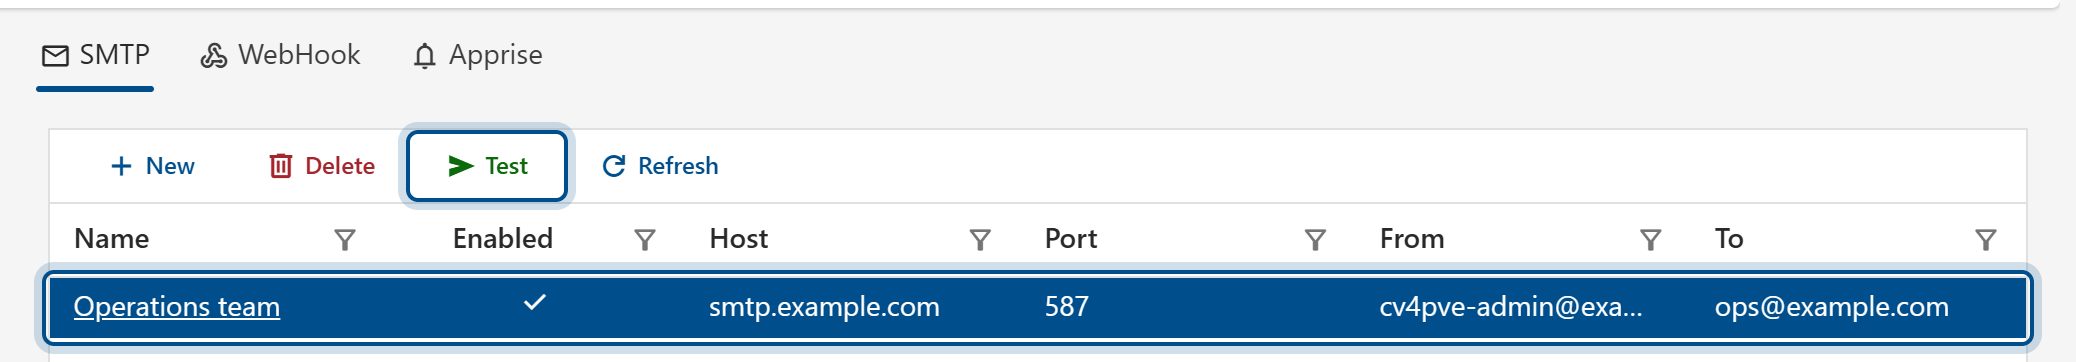 SMTP WebHook Apprise
New Delete Test Refresh
Name Enabled Host Port From To
Operations team smtp.example.com 587 cv4pve-admin@exa... ops@example.com